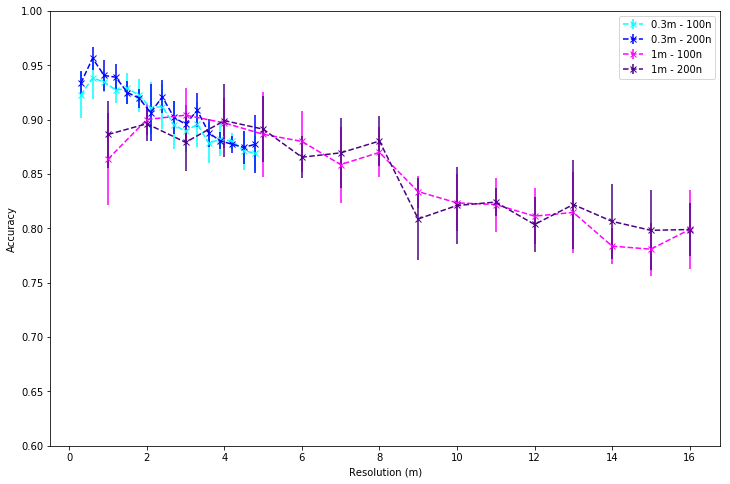 1.00
0.95
0.90
0.85
0.80
0.75
0.70
0.65
0.60
Accuracy
0.3m - 100n
0.3m - 200n
1m - 100n
1m - 200n
0 2 4 6 8 10 12 14 16
Resolution (m)